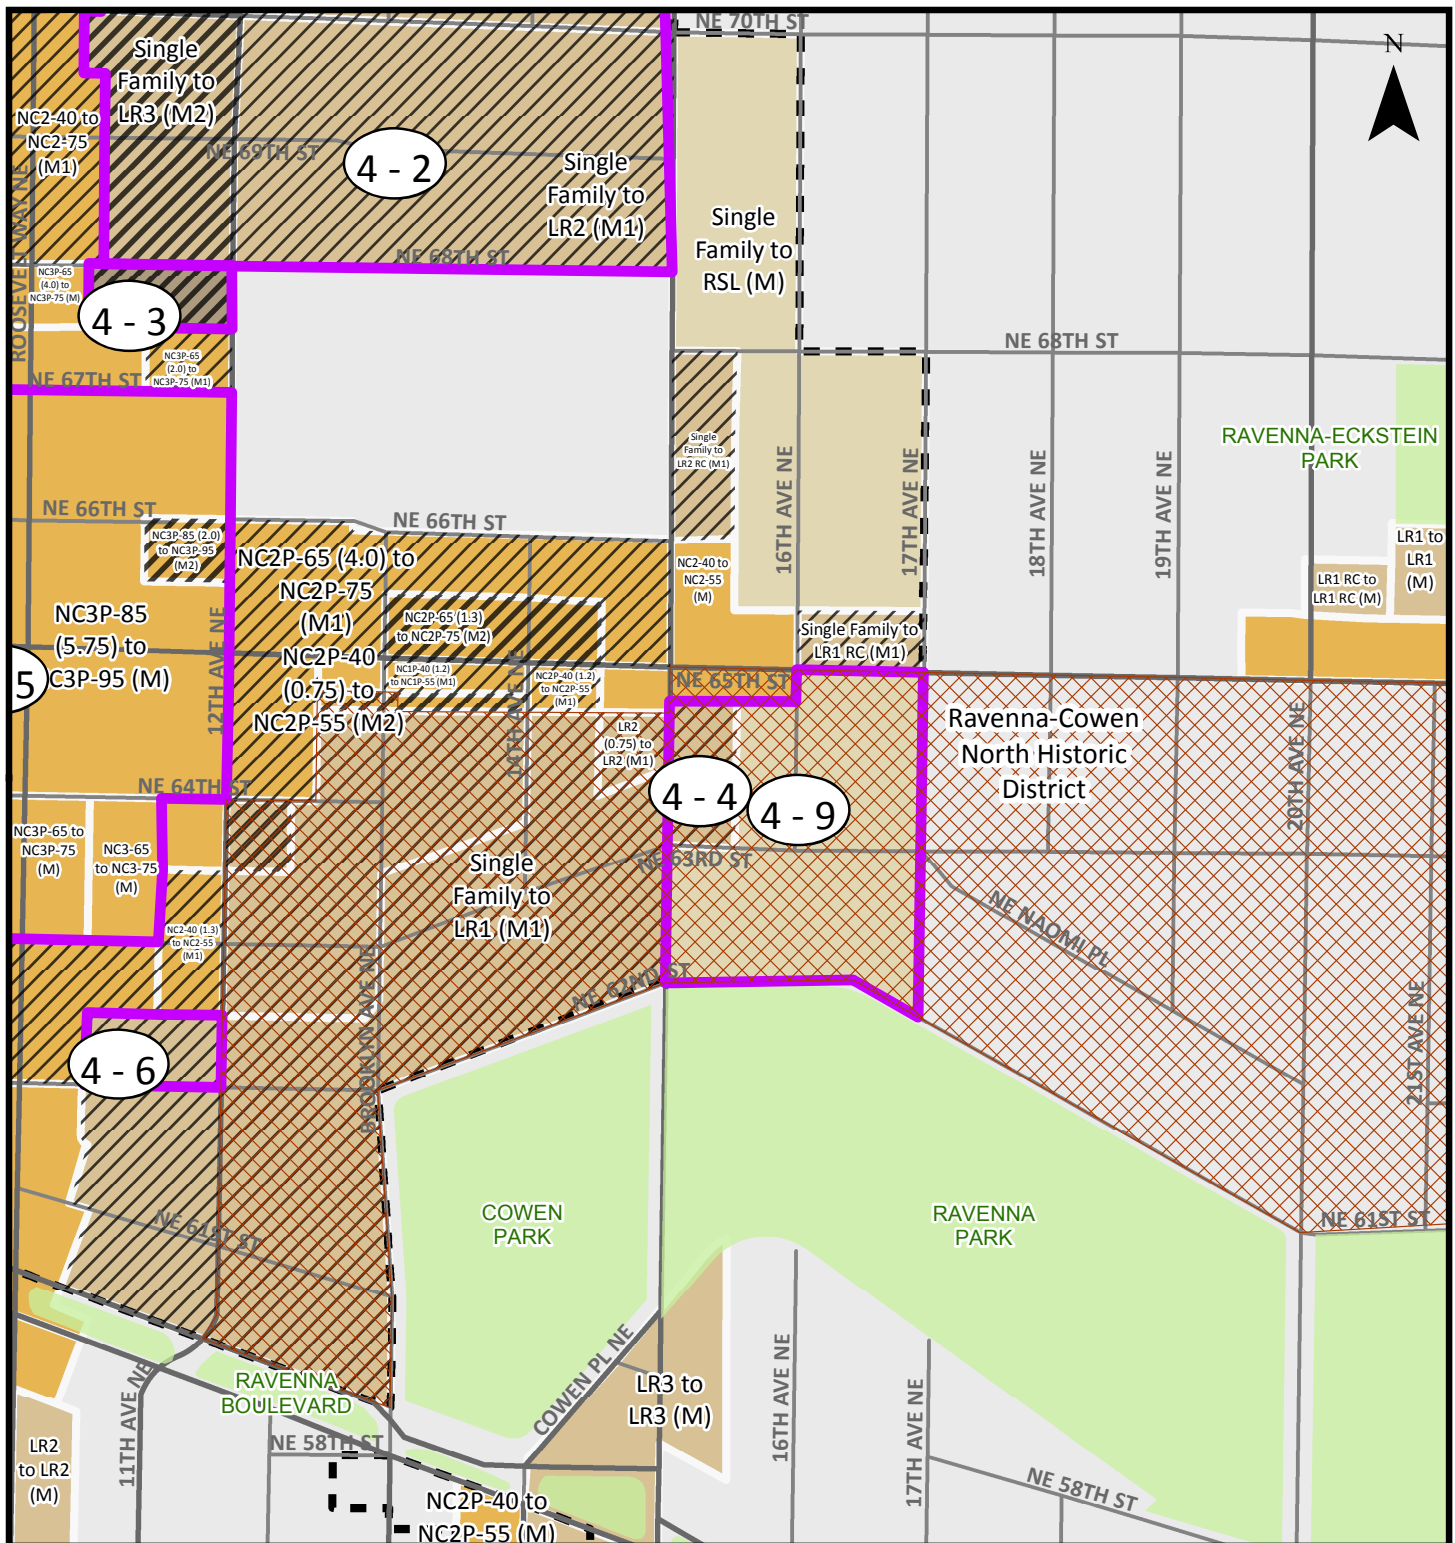 NE 70TH ST
N
Single
Family to
LR3 (M2)
NC2-40 to
NC2-75
(M1)
NE 69TH ST
4 - 2
Single
Family to
LR2 (M1)
Single
Family to
RSL (M)
ROOSEVELT WAY NE
NE 68TH ST
NC3P-65
(4.0) to
NC3P-75 (M)
4 - 3
NC3P-65
(2.0) to
NC3P-75 (M1)
NE 67TH ST
NE 68TH ST
RAVENNA-ECKSTEIN
PARK
Single
Family to
LR2 RC (M1)
16TH AVE NE
17TH AVE NE
18TH AVE NE
19TH AVE NE
NE 66TH ST
NE 66TH ST
NC3P-85 (2.0)
to NC3P-95
(M2)
NC2P-65 (4.0) to
NC2P-75
(M1)
NC2-40 to
NC2-55
(M)
LR1 to
LR1
(M)
LR1 RC to
LR1 RC (M)
NC3P-85
(5.75) to
C3P-95 (M)
5
12TH AVE NE
NC2P-65 (1.3)
to NC2P-75 (M2)
Single Family to
LR1 RC (M1)
NC2P-40
(0.75) to
NC2P-55 (M2)
NC1P-40 (1.2)
to NC1P-55 (M1)
14TH AVE NE
NC2P-40 (1.2)
to NC2P-55
(M1)
NE 65TH ST
LR2
(0.75) to
LR2 (M1)
Ravenna-Cowen
North Historic
District
20TH AVE NE
NE 64TH ST
4 - 4
4 - 9
NC3P-65 to
NC3P-75
(M)
NC3-65
to NC3-75
(M)
NE 63RD ST
Single
Family to
LR1 (M1)
NC2-40 (1.3)
to NC2-55
(M1)
NE NAOMI PL
NE 62ND ST
BROOKLYN AVE NE
4 - 6
21ST AVE NE
COWEN
PARK
RAVENNA
PARK
NE 61ST ST
NE 61ST ST
RAVENNA
BOULEVARD
11TH AVE NE
COWEN PL NE
LR3 to
LR3 (M)
16TH AVE NE
17TH AVE NE
NE 58TH ST
LR2
to LR2
(M)
NE 58TH ST
NC2P-40 to
NC2P-55 (M)